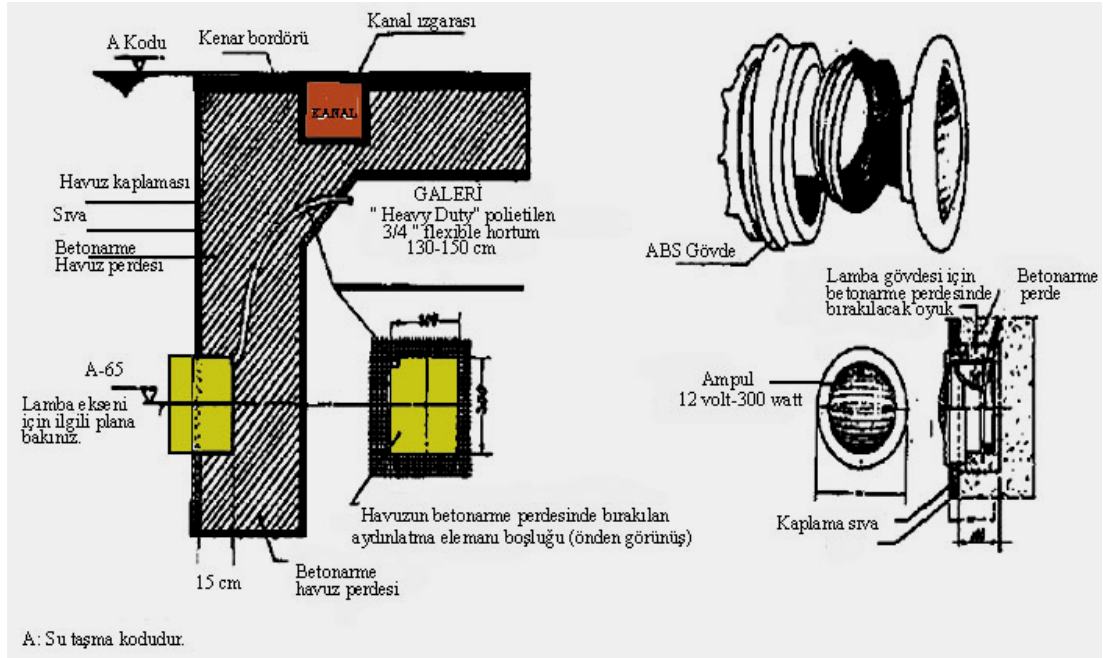 Kanal ızgarası
Kenar bordörü
A Kodu
KANAL
Havuz kaplaması
Sıva
Betonarme
Havuz perdesi
GALERİ
" Heavy Duty" polietilen
3/4 " flexible hortum
130-150 cm
A-65
Lamba ekseni
için ilgili plana
bakınız.
Havuzun betonarme perdesinde bırakılan
aydınlatma elemanı boşluğu (önden görünüş)
15 cm
Betonarme
havuz perdesi
A: Su taşma kodudur.
ABS Gövde
Lamba gövdesi için
betonarme perdesinde
bırakılacak oyuk
Betonarme
perde
Ampul
12 volt-300 watt
Kaplama sıva